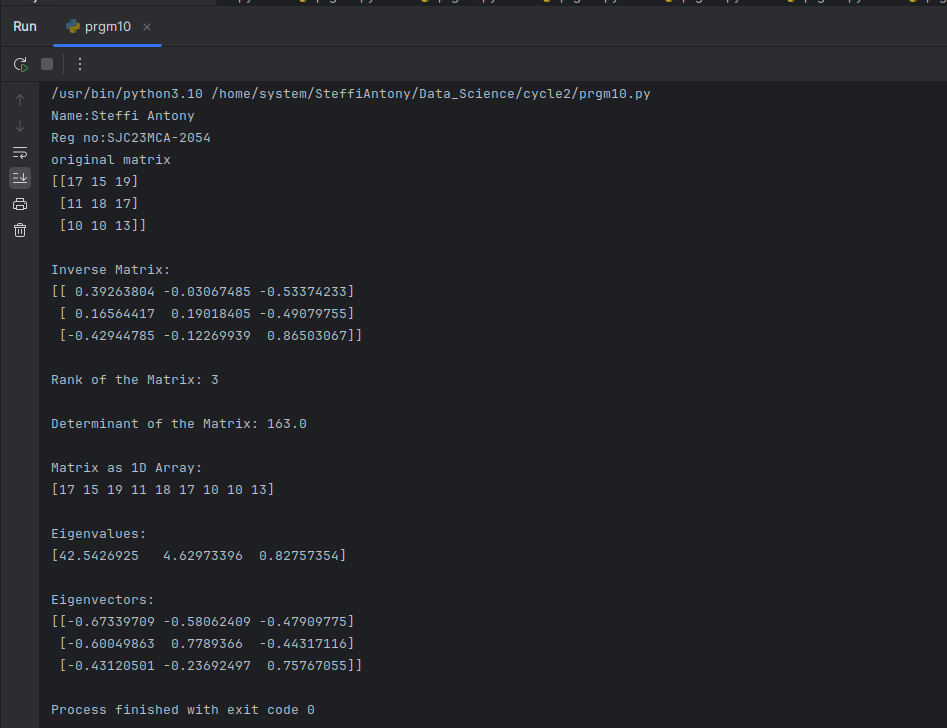 Run prgm10
/usr/bin/python3.10 /home/system/SteffiAntony/Data_Science/cycle2/prgm10.py
Name:Steffi Antony
Reg no:SJC23MCA-2054
original matrix
[[17 15 19]
 [11 18 17]
 [10 10 13]]
Inverse Matrix:
[[ 0.39263804 -0.03067485 -0.53374233]
 [ 0.16564417  0.19018405 -0.49079755]
 [-0.42944785 -0.12269939  0.86503067]]
Rank of the Matrix: 3
Determinant of the Matrix: 163.0
Matrix as 1D Array:
[17 15 19 11 18 17 10 10 13]
Eigenvalues:
[42.5426925   4.62973396  0.82757354]
Eigenvectors:
[[-0.67339709 -0.58062409 -0.47909775]
 [-0.60049863  0.7789366  -0.44317116]
 [-0.43120501 -0.23692497  0.75767055]]
Process finished with exit code 0